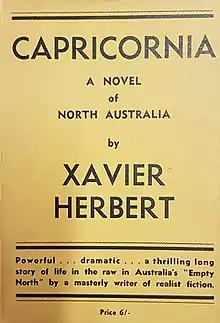 CAPRICORNIA
A NOVEL
of
NORTH AUSTRALIA
by
XAVIER
HERBERT
Powerful . . . dramatic . . . a thrilling long
story of life in the raw in Australia's "Empty
North" by a masterly writer of realist fiction.
Price 6/-